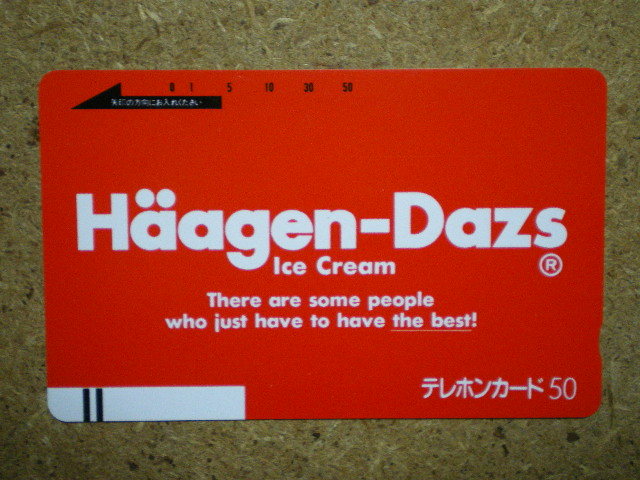 0 1 5 10 30 50
矢印の方向にお入れください
Häagen-Dazs
Ice Cream ®
There are some people
who just have to have the best!
テレホンカード 50